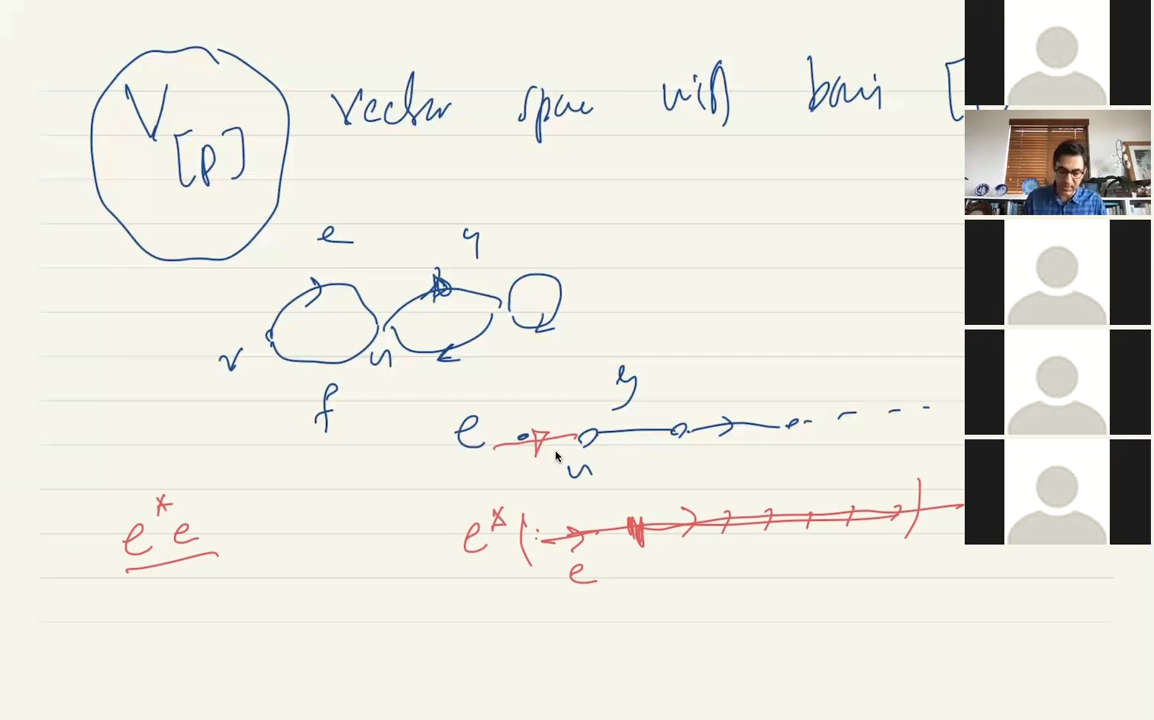 V[p] vector space with basis [
e y
v u
f
e y
u
e*e e*(
e